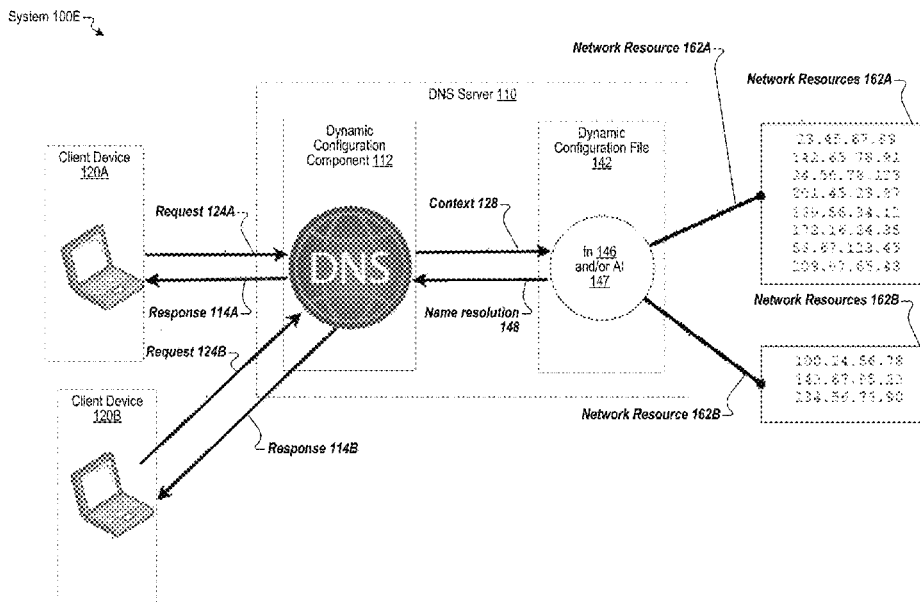 System 100E
Network Resource 162A
DNS Server 110
Network Resources 162A
Dynamic
Configuration
Component 112
Dynamic
Configuration File
142
Client Device
120A
Request 124A
Context 128
DNS
fn 146
and/or AI
147
Response 114A
Name resolution
148
Network Resources 162B
Request 124B
Client Device
120B
Response 114B
Network Resource 162B